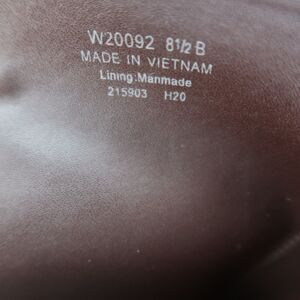 W20092 8½ B
MADE IN VIETNAM
Lining:Manmade
215903 H20